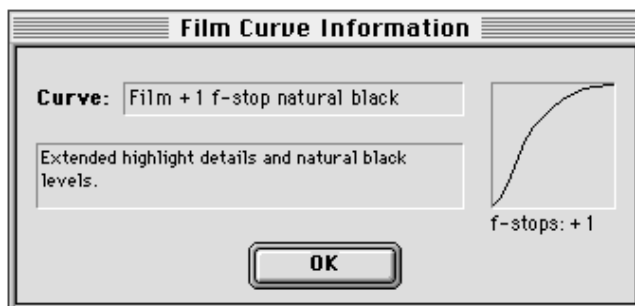 Film Curve Information
Curve: Film + 1 f-stop natural black
Extended highlight details and natural black
levels.
f-stops: + 1
OK